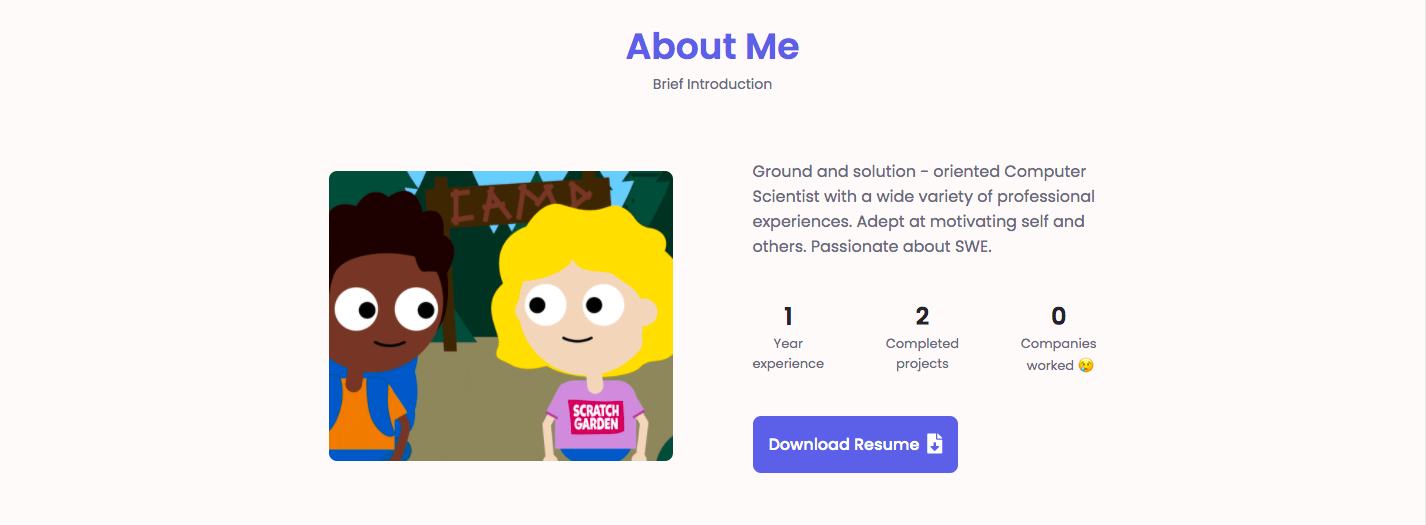 About Me
Brief Introduction
CAMP
SCRATCH
GARDEN
Ground and solution - oriented Computer
Scientist with a wide variety of professional
experiences. Adept at motivating self and
others. Passionate about SWE.
1
Year
experience
2
Completed
projects
0
Companies
worked 😢
Download Resume